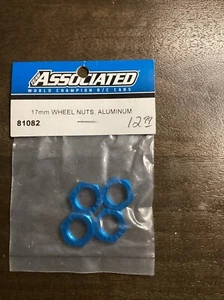 ASSOCIATED
WORLD CHAMPION R/C CARS
17mm WHEEL NUTS, ALUMINUM
81082
12.99